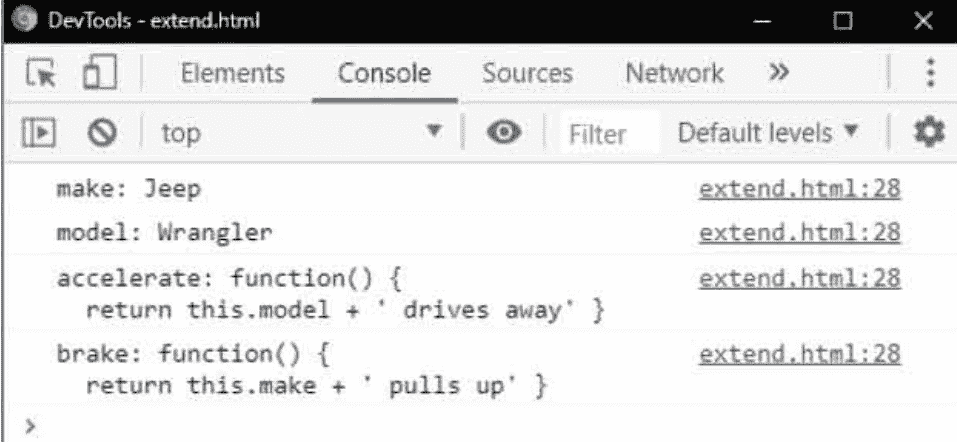 DevTools - extend.html
Elements Console Sources Network »
top Filter Default levels
make: Jeep extend.html:28
model: Wrangler extend.html:28
accelerate: function() { extend.html:28
return this.model + ' drives away' }
brake: function() { extend.html:28
return this.make + ' pulls up' }
>